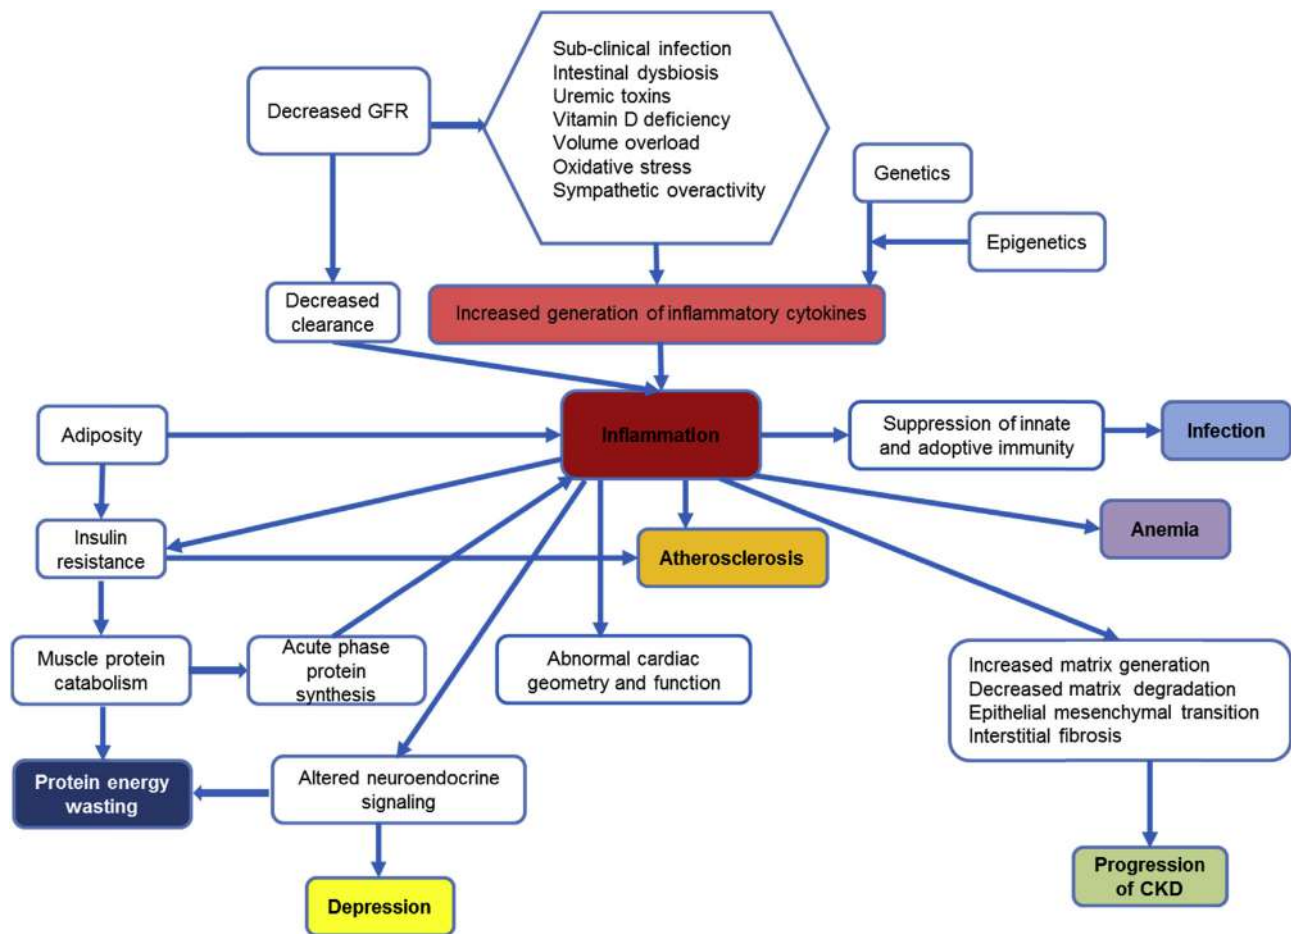 Sub-clinical infection
Intestinal dysbiosis
Uremic toxins
Vitamin D deficiency
Volume overload
Oxidative stress
Sympathetic overactivity
Decreased GFR
Genetics
Epigenetics
Decreased
clearance
Increased generation of inflammatory cytokines
Adiposity
Inflammation
Suppression of innate
and adoptive immunity
Infection
Insulin
resistance
Atherosclerosis
Anemia
Muscle protein
catabolism
Acute phase
protein
synthesis
Abnormal cardiac
geometry and function
Increased matrix generation
Decreased matrix degradation
Epithelial mesenchymal transition
Interstitial fibrosis
Protein energy
wasting
Altered neuroendocrine
signaling
Depression
Progression
of CKD